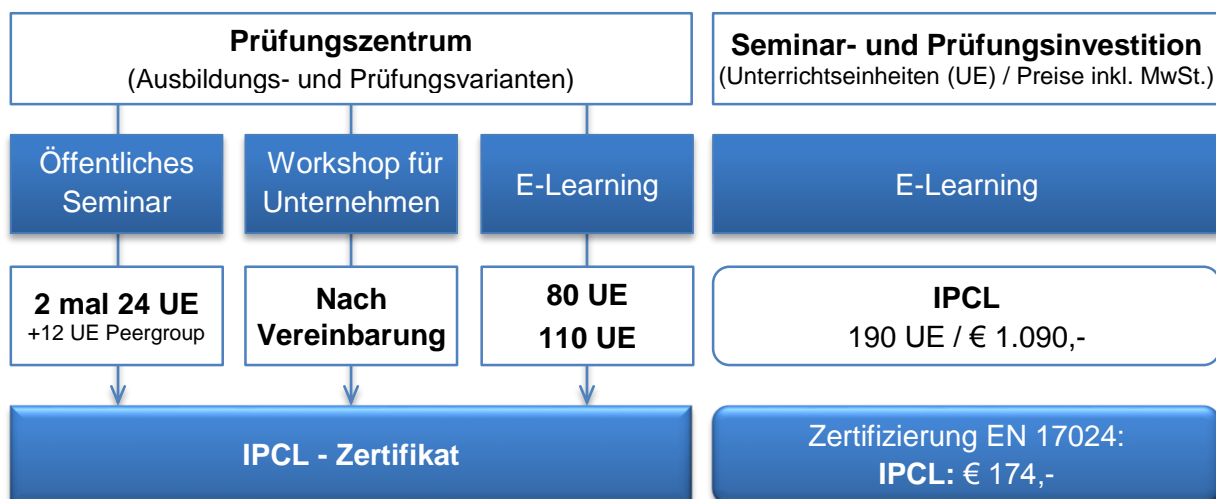 Prüfungszentrum
(Ausbildungs- und Prüfungsvarianten)
Seminar- und Prüfungsinvestition
(Unterrichtseinheiten (UE) / Preise inkl. MwSt.)
Öffentliches
Seminar
Workshop für
Unternehmen
E-Learning
E-Learning
2 mal 24 UE
+12 UE Peergroup
Nach
Vereinbarung
80 UE
110 UE
IPCL
190 UE / € 1.090,-
IPCL - Zertifikat
Zertifizierung EN 17024:
IPCL: € 174,-